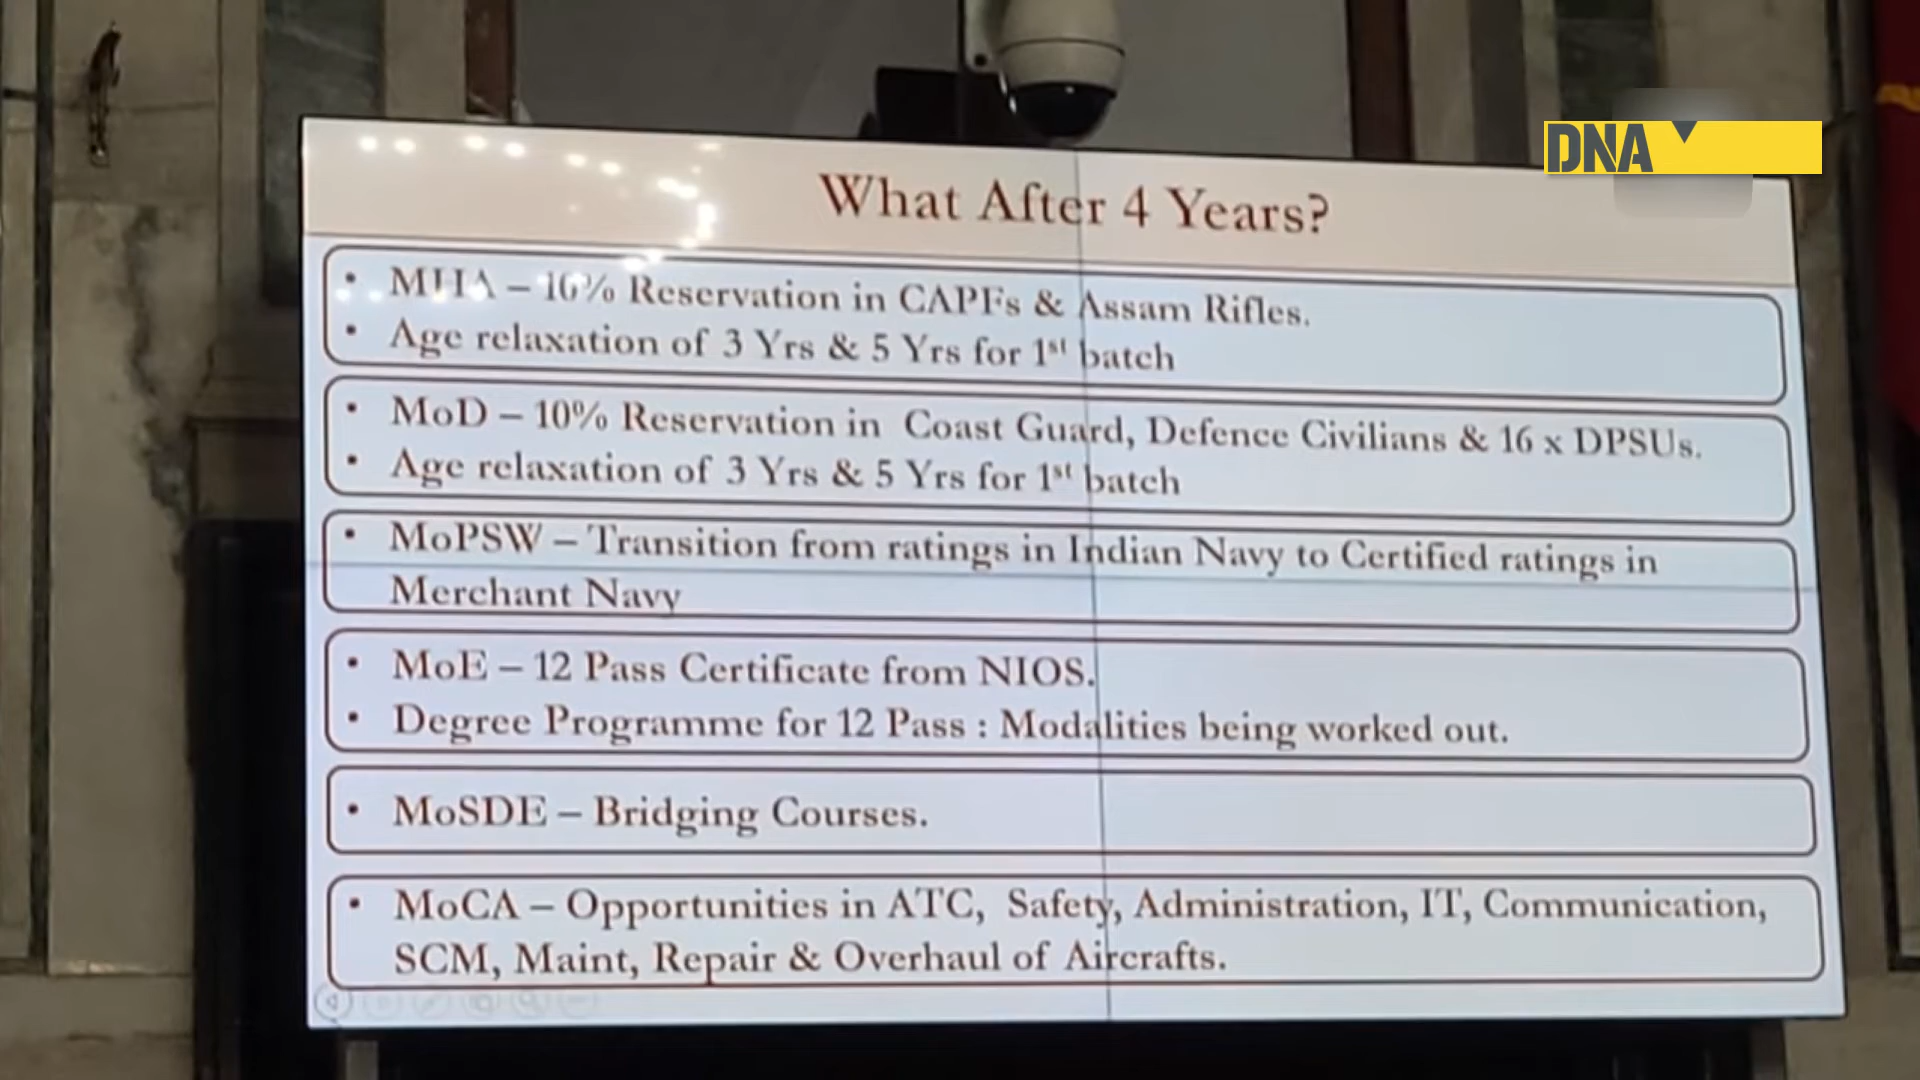 DNA
What After 4 Years?
• MHA – 10% Reservation in CAPFs & Assam Rifles.
• Age relaxation of 3 Yrs & 5 Yrs for 1st batch
• MoD – 10% Reservation in Coast Guard, Defence Civilians & 16 x DPSUs.
• Age relaxation of 3 Yrs & 5 Yrs for 1st batch
• MoPSW – Transition from ratings in Indian Navy to Certified ratings in
Merchant Navy
• MoE – 12 Pass Certificate from NIOS.
• Degree Programme for 12 Pass : Modalities being worked out.
• MoSDE – Bridging Courses.
• MoCA – Opportunities in ATC, Safety, Administration, IT, Communication,
SCM, Maint, Repair & Overhaul of Aircrafts.